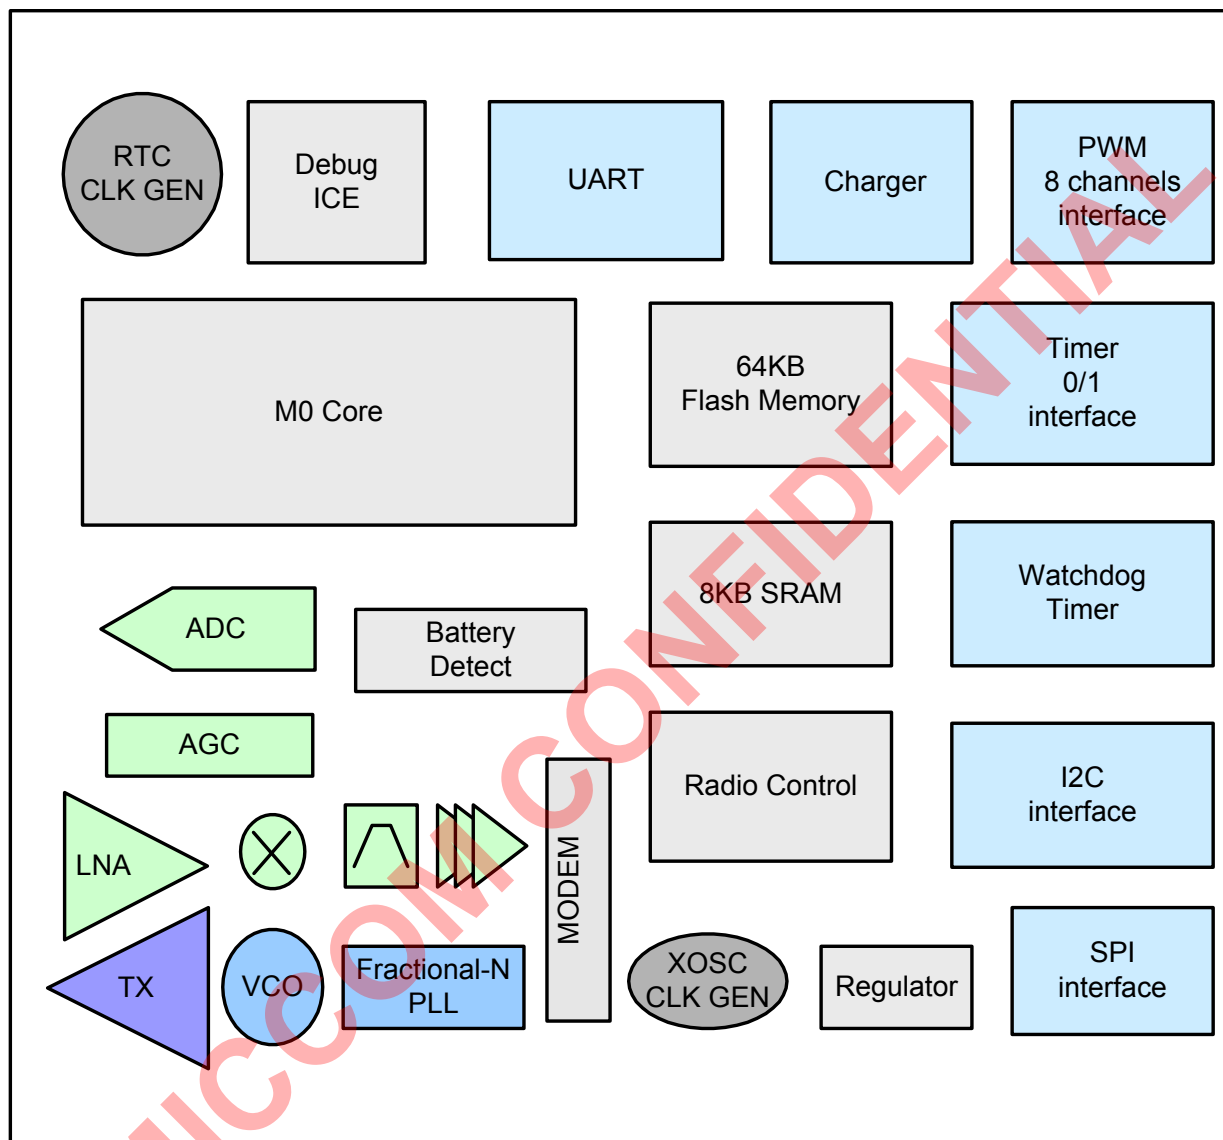 RTC
CLK GEN
Debug
ICE
UART
Charger
PWM
8 channels
interface
M0 Core
64KB
Flash Memory
Timer
0/1
interface
8KB SRAM
Watchdog
Timer
ADC
Battery
Detect
AGC
Radio Control
I2C
interface
LNA
MODEM
TX
VCO
Fractional-N
PLL
XOSC
CLK GEN
Regulator
SPI
interface
MICCOM CONFIDENTIAL